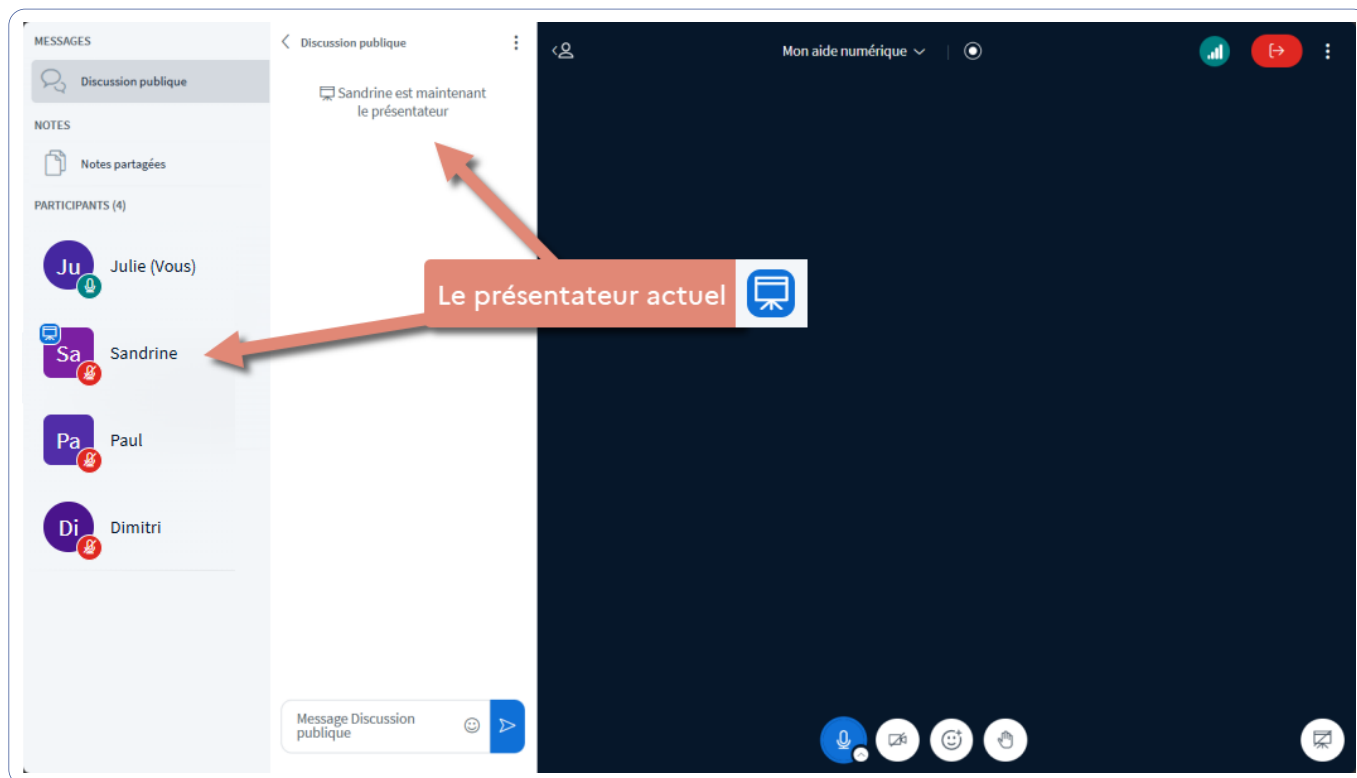 MESSAGES
Discussion publique
NOTES
Notes partagées
PARTICIPANTS (4)
Ju
Julie (Vous)
Sa
Sandrine
Pa
Paul
Di
Dimitri
Discussion publique
Sandrine est maintenant
le présentateur
Message Discussion
publique
Mon aide numérique
Le présentateur actuel